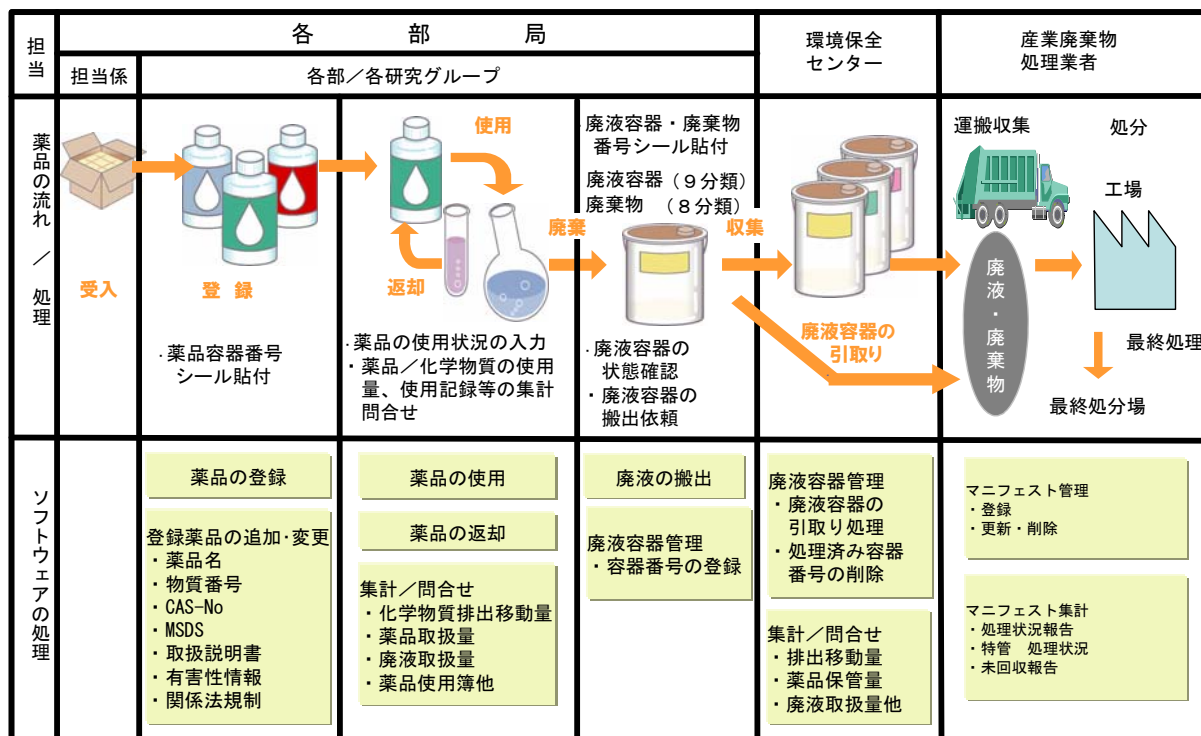 担当
各部局
環境保全
センター
産業廃棄物
処理業者
担当係
各部／各研究グループ
薬品の流れ / 処理
受入
登録
・薬品容器番号
シール貼付
使用
返却
・薬品の使用状況の入力
・薬品／化学物質の使用
量、使用記録等の集計
問合せ
廃棄
・廃液容器・廃棄物
番号シール貼付
廃液容器（９分類）
廃棄物　（８分類）
・廃液容器の
状態確認
・廃液容器の
搬出依頼
収集
廃液容器の
引取り
運搬収集
処分
工場
廃液・廃棄物
最終処理
最終処分場
ソフトウェアの処理
薬品の登録
登録薬品の追加・変更
・薬品名
・物質番号
・CAS-No
・MSDS
・取扱説明書
・有害性情報
・関係法規制
薬品の使用
薬品の返却
集計／問合せ
・化学物質排出移動量
・薬品取扱量
・廃液取扱量
・薬品使用簿他
廃液の搬出
廃液容器管理
・容器番号の登録
廃液容器管理
・廃液容器の
引取り処理
・処理済み容器
番号の削除
集計／問合せ
・排出移動量
・薬品保管量
・廃液取扱量他
マニフェスト管理
・登録
・更新・削除
マニフェスト集計
・処理状況報告
・特管　処理状況
・未回収報告